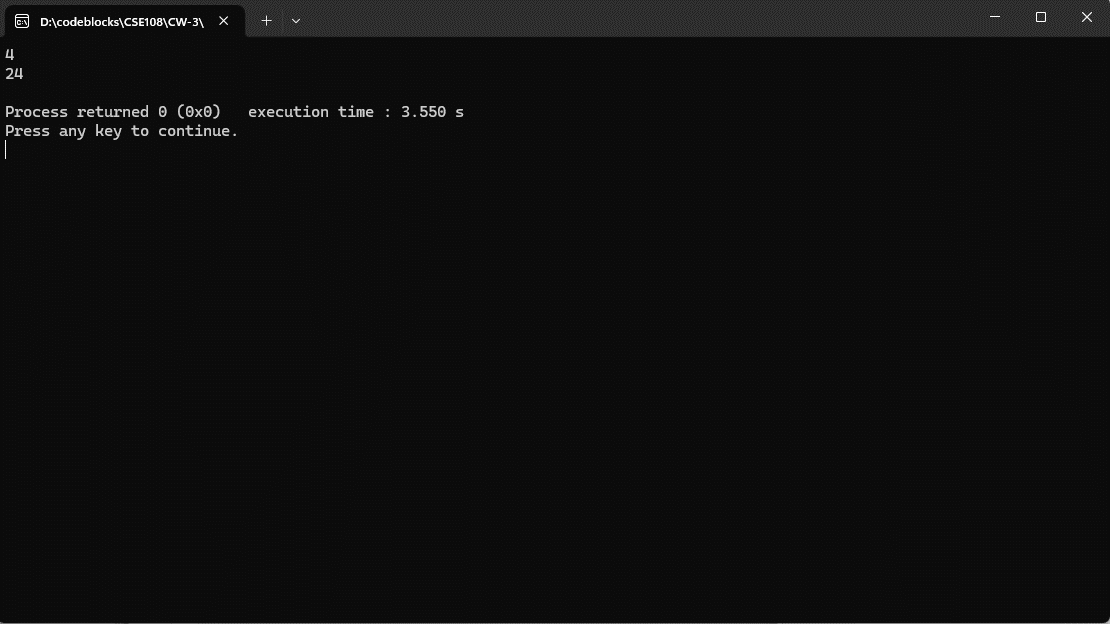 D:\codeblocks\CSE108\CW-3\
4
24
Process returned 0 (0x0)   execution time : 3.550 s
Press any key to continue.